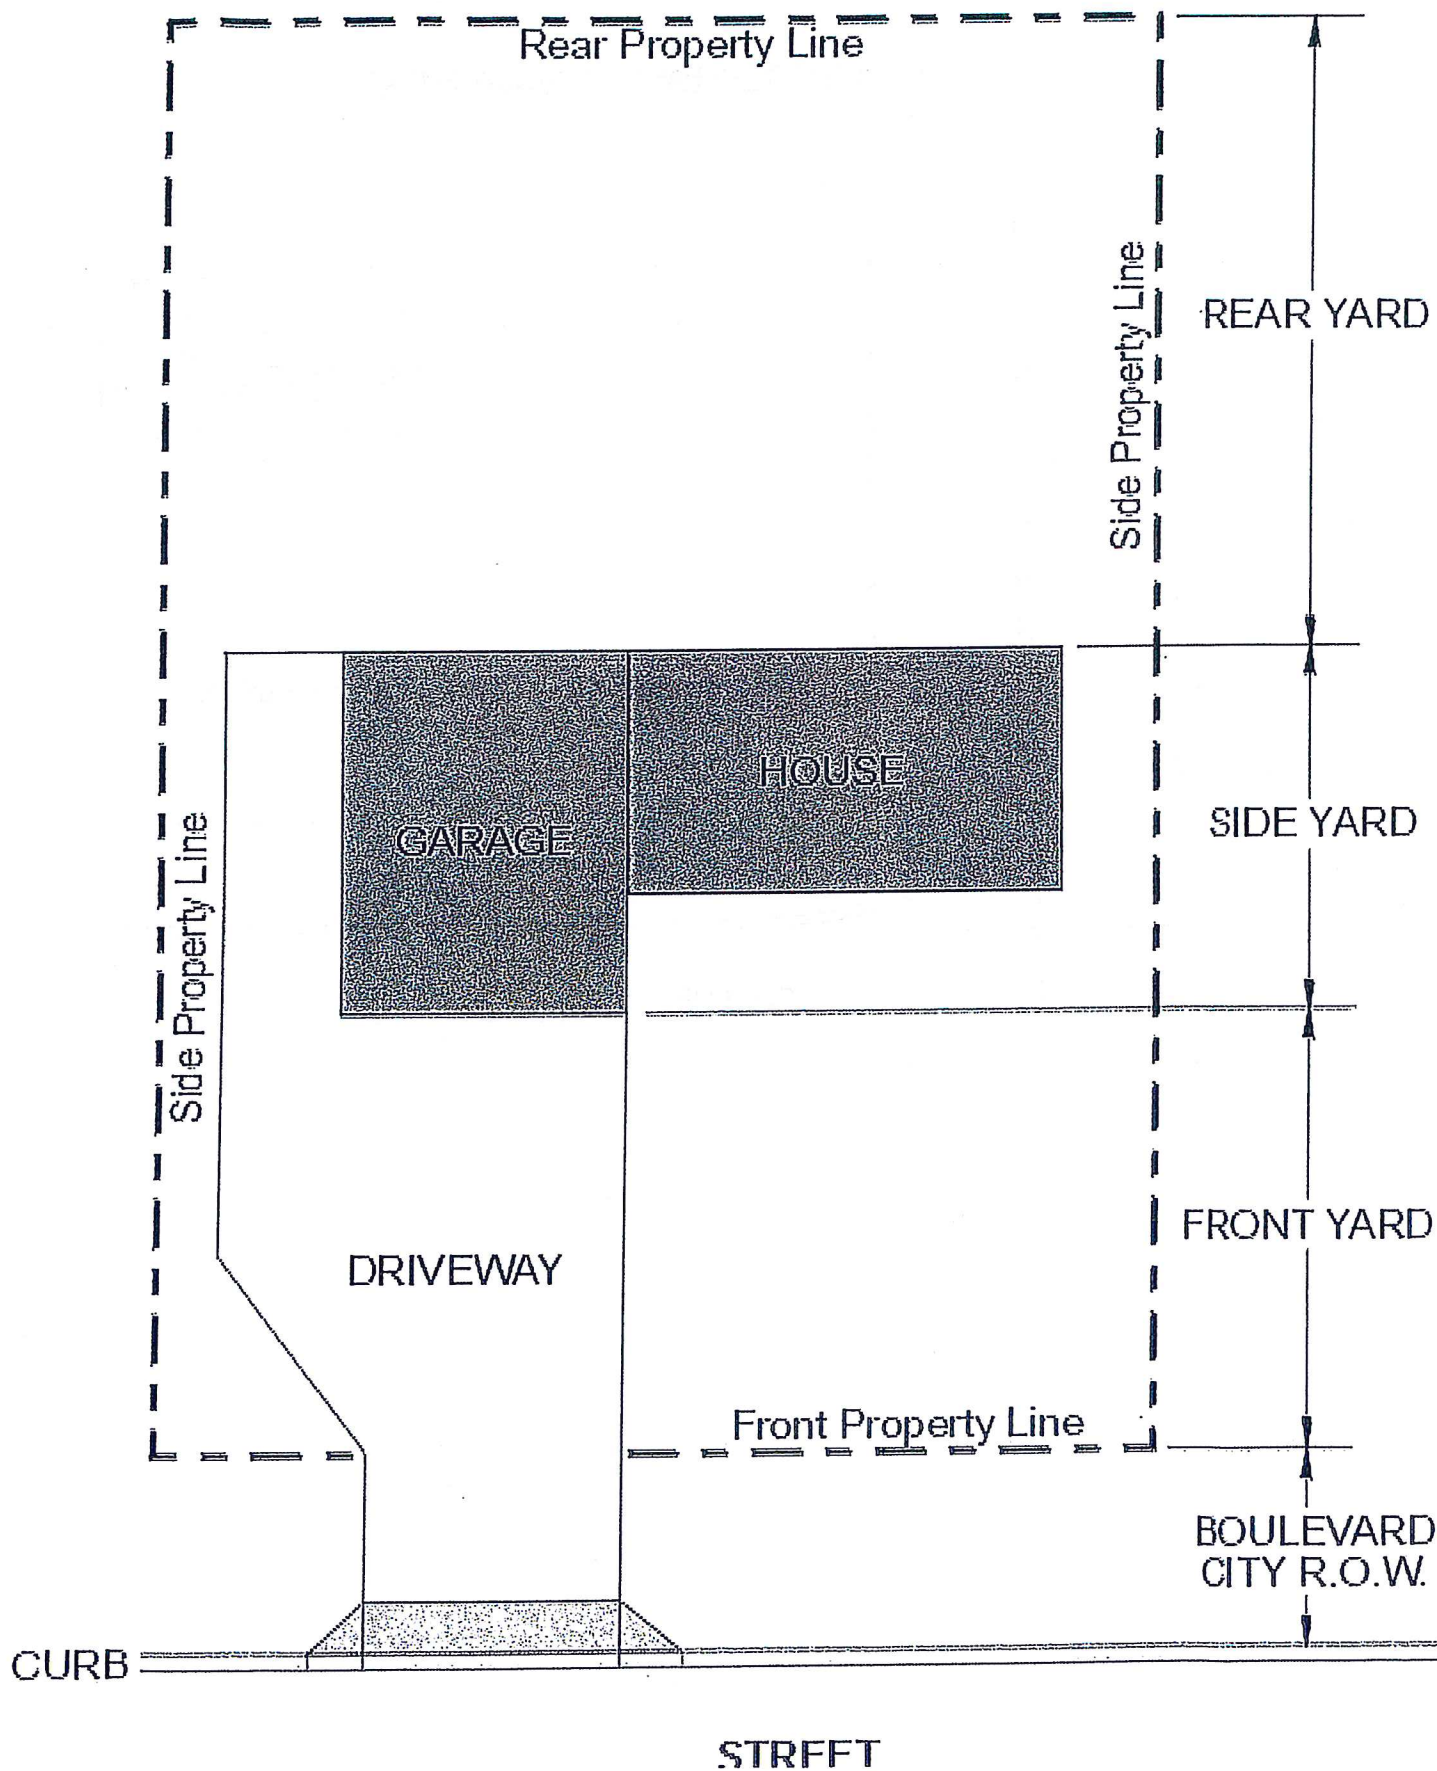 Rear Property Line
Side Property Line
REAR YARD
HOUSE
GARAGE
SIDE YARD
Side Property Line
FRONT YARD
DRIVEWAY
Front Property Line
BOULEVARD
CITY R.O.W.
CURB
STREET